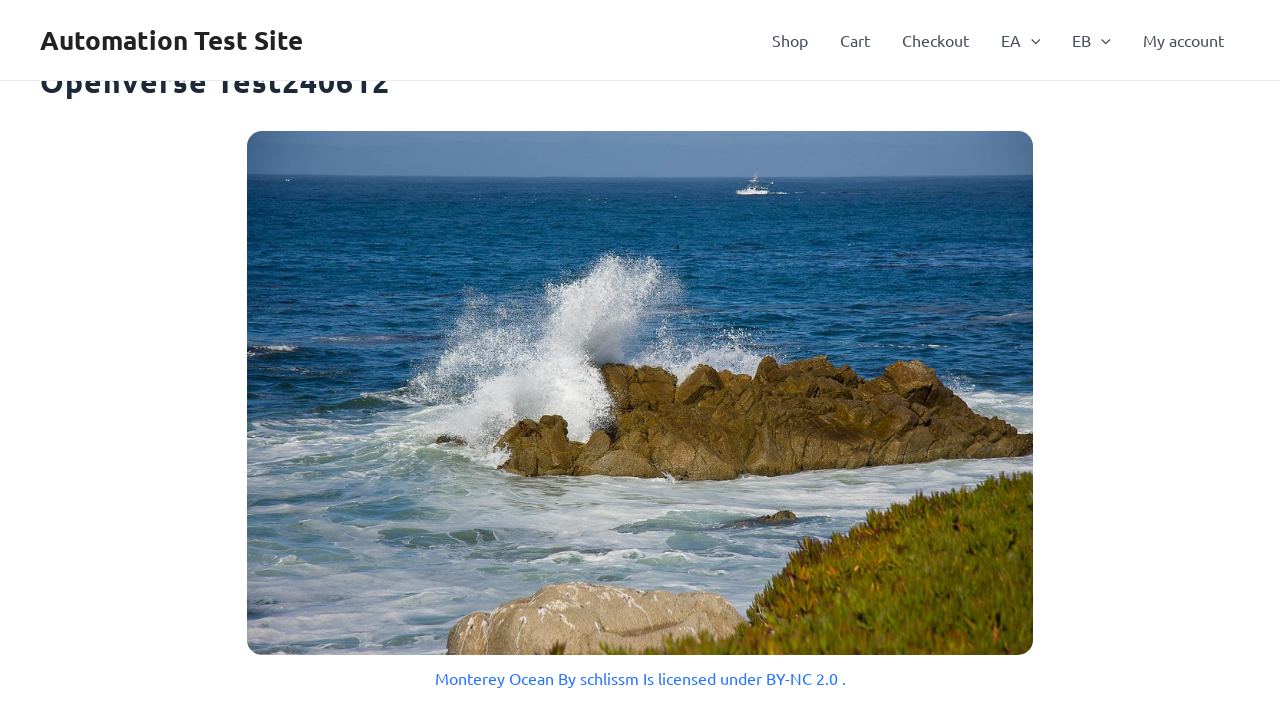 Automation Test Site
Shop Cart Checkout EA EB My account
Openverse Test240612
Monterey Ocean By schlissm Is licensed under BY-NC 2.0 .